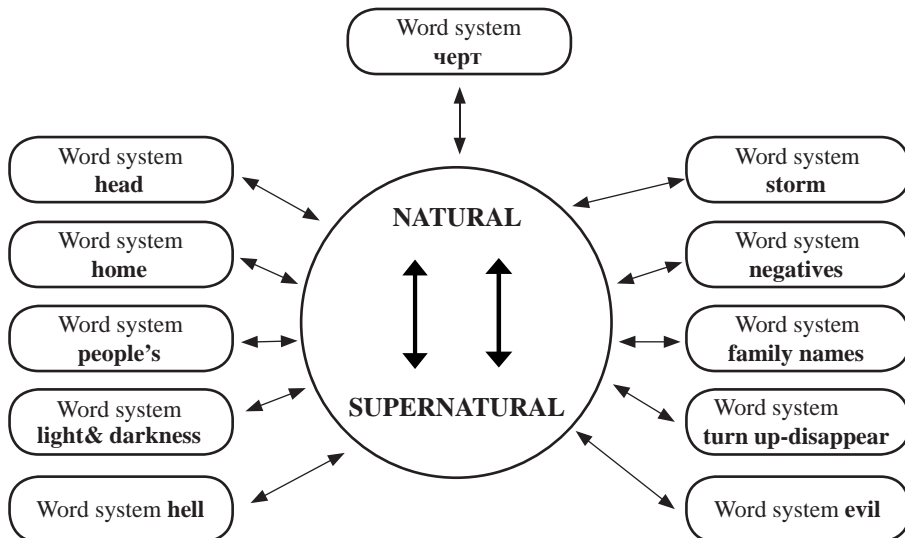 Word system
черт
Word system
head
Word system
storm
NATURAL
Word system
home
Word system
negatives
Word system
people's
Word system
family names
SUPERNATURAL
Word system
light& darkness
Word system
turn up-disappear
Word system hell
Word system evil